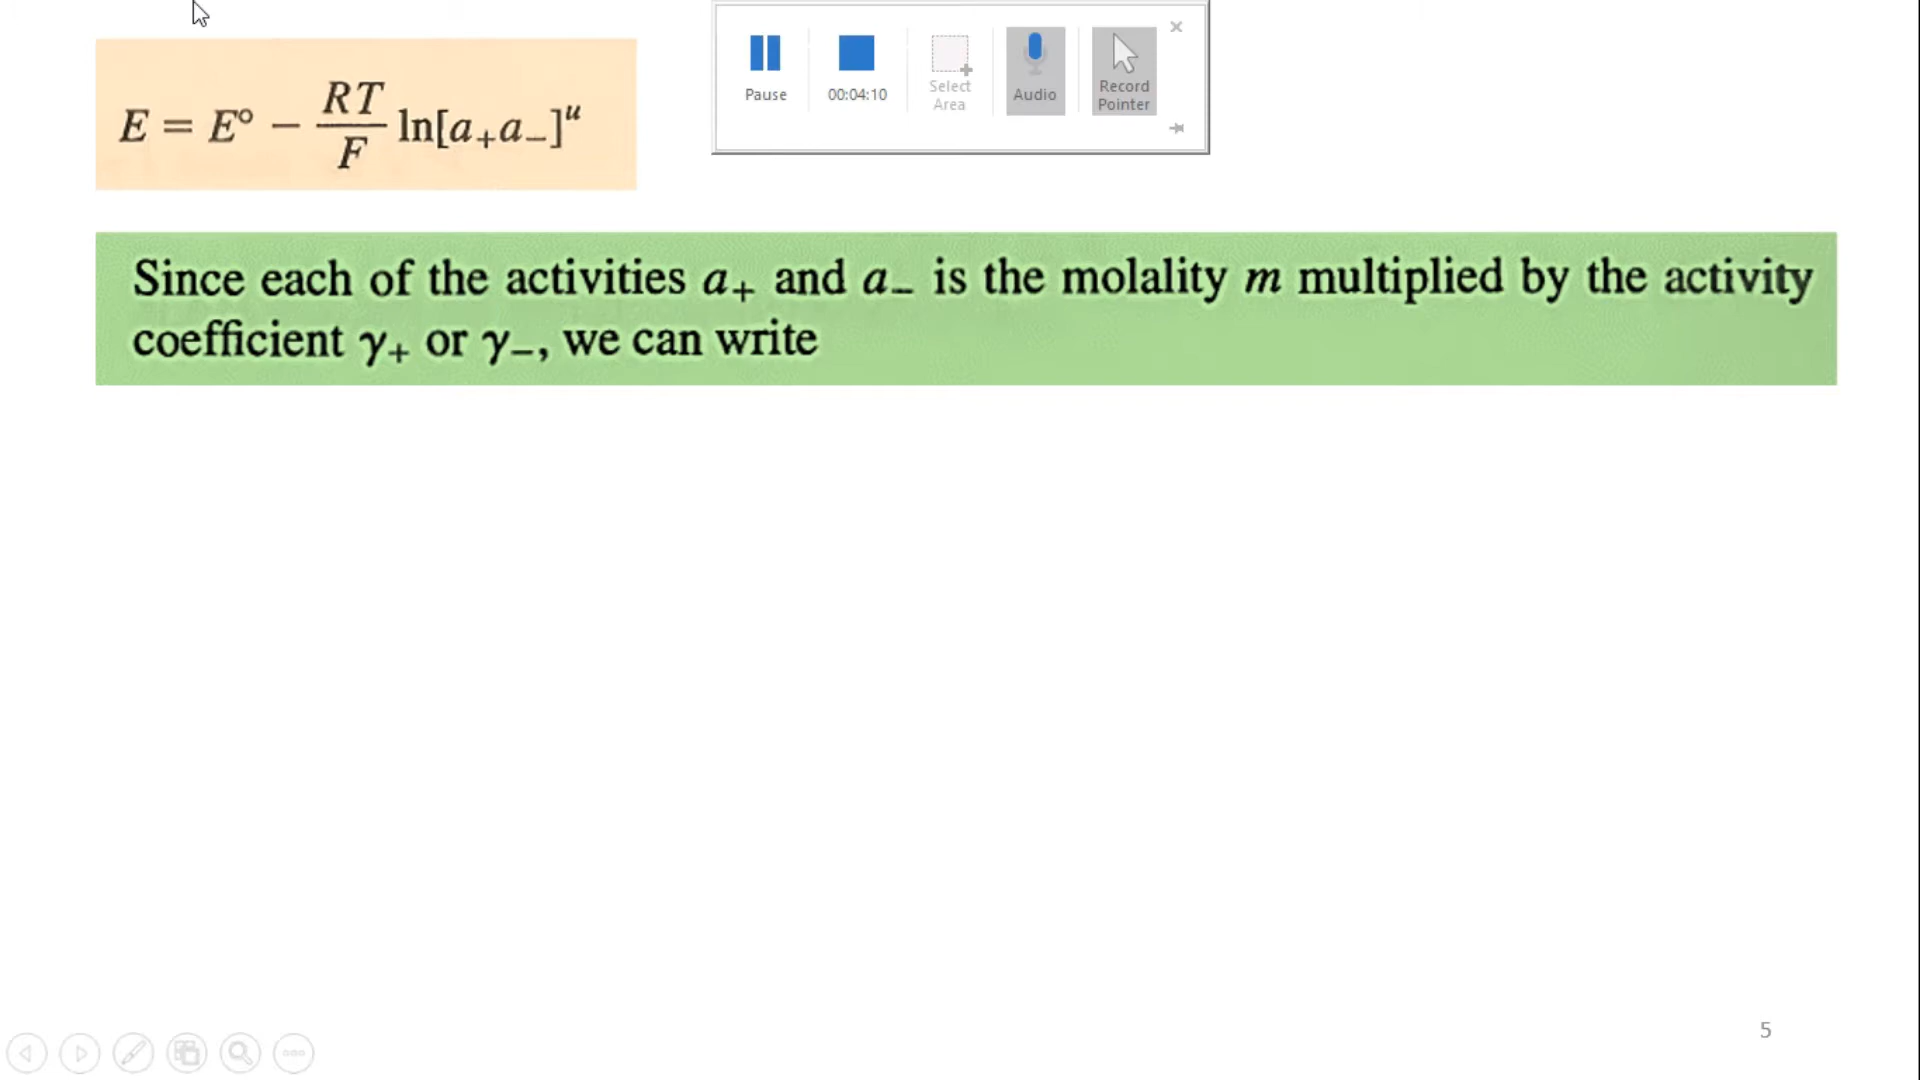 E = E° − RT/F ln[a₊a₋]ᵘ
Pause
00:04:10
Select
Area
Audio
Record
Pointer
Since each of the activities a₊ and a₋ is the molality m multiplied by the activity
coefficient γ₊ or γ₋, we can write
5